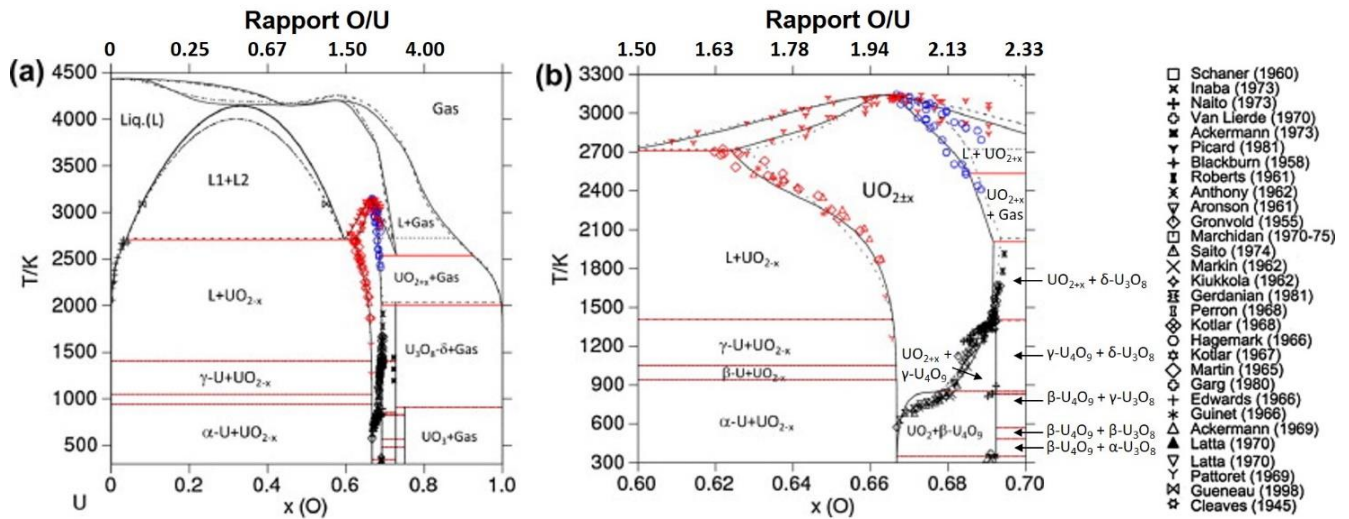 Rapport O/U
0 0.25 0.67 1.50 4.00
(a)
4500
4000
3500
3000
2500
2000
1500
1000
500
T/K
Liq.(L)
Gas
L1+L2
L+Gas
L+UO2-x
UO2+x+Gas
U3O8-δ+Gas
γ-U+UO2-x
α-U+UO2-x
UO3+Gas
0 0.2 0.4 0.6 0.8 1.0
U
x (O)
Rapport O/U
1.50 1.63 1.78 1.94 2.13 2.33
(b)
3300
3000
2700
2400
2100
1800
1500
1200
900
600
300
T/K
L + UO2+x
UO2±x
UO2+x
+ Gas
L+UO2-x
UO2+x + δ-U3O8
γ-U+UO2-x
UO2+x +
γ-U4O9
γ-U4O9 + δ-U3O8
β-U+UO2-x
β-U4O9 + γ-U3O8
α-U+UO2-x
UO2+β-U4O9
β-U4O9 + β-U3O8
β-U4O9 + α-U3O8
0.60 0.62 0.64 0.66 0.68 0.70
x (O)
Schaner (1960)
Inaba (1973)
Naito (1973)
Van Lierde (1970)
Ackermann (1973)
Picard (1981)
Blackburn (1958)
Roberts (1961)
Anthony (1962)
Aronson (1961)
Gronvold (1955)
Marchidan (1970-75)
Saito (1974)
Markin (1962)
Kiukkola (1962)
Gerdanian (1981)
Perron (1968)
Kotlar (1968)
Hagemark (1966)
Kotlar (1967)
Martin (1965)
Garg (1980)
Edwards (1966)
Guinet (1966)
Ackermann (1969)
Latta (1970)
Latta (1970)
Pattoret (1969)
Gueneau (1998)
Cleaves (1945)